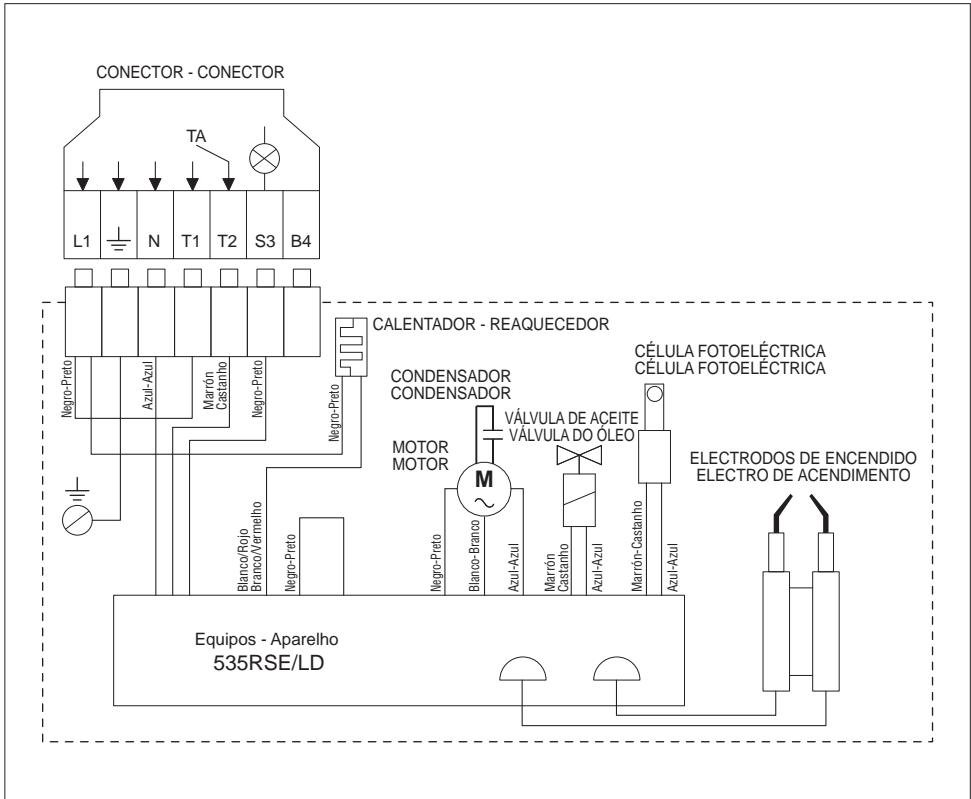 CONECTOR - CONECTOR
TA
L1
N
T1
T2
S3
B4
CALENTADOR - REAQUECEDOR
CÉLULA FOTOELÉCTRICA
CÉLULA FOTOELÉCTRICA
CONDENSADOR
CONDENSADOR
VÁLVULA DE ACEITE
VÁLVULA DO ÓLEO
MOTOR
MOTOR
M
ELECTRODOS DE ENCENDIDO
ELECTRO DE ACENDIMENTO
Negro-Preto
Azul-Azul
Marrón
Castanho
Negro-Preto
Negro-Preto
Blanco/Rojo
Branco/Vermelho
Negro-Preto
Negro-Preto
Blanco-Branco
Azul-Azul
Marrón
Castanho
Azul-Azul
Marrón-Castanho
Azul-Azul
Equipos - Aparelho
535RSE/LD